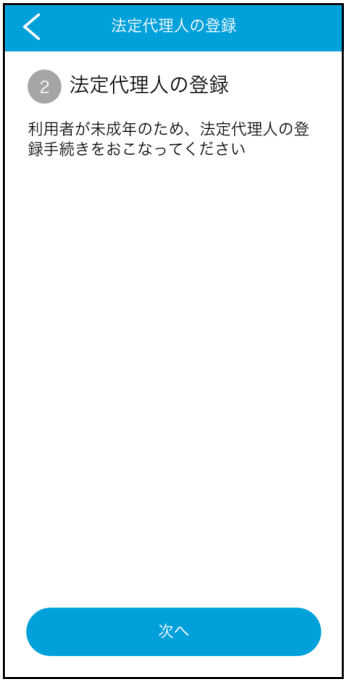 法定代理人の登録
2 法定代理人の登録
利用者が未成年のため、法定代理人の登
録手続きをおこなってください
次へ